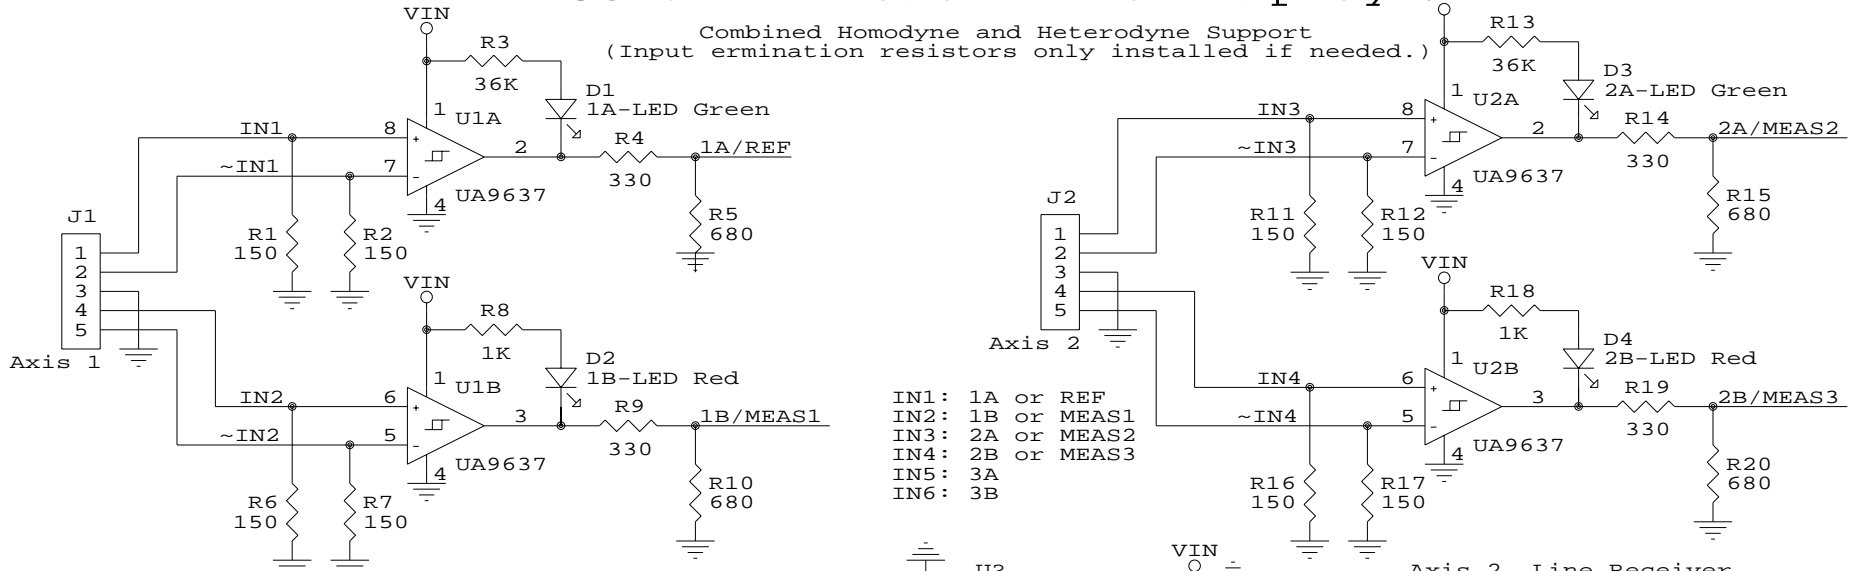 Combined Homodyne and Heterodyne Support
(Input ermination resistors only installed if needed.)
VIN
R3
36K
D1
1A-LED Green
1
U1A
IN1
8
+
~IN1
7
-
2
R4
330
1A/REF
UA9637
4
R1
150
R2
150
R5
680
J1
1
2
3
4
5
Axis 1
VIN
R8
1K
D2
1B-LED Red
1
U1B
IN2
6
+
~IN2
5
-
3
R9
330
1B/MEAS1
UA9637
4
R6
150
R7
150
R10
680
R13
36K
D3
2A-LED Green
1
U2A
IN3
8
+
~IN3
7
-
2
R14
330
2A/MEAS2
UA9637
4
R11
150
R12
150
R15
680
J2
1
2
3
4
5
Axis 2
VIN
R18
1K
D4
2B-LED Red
1
U2B
IN4
6
+
~IN4
5
-
3
R19
330
2B/MEAS3
UA9637
4
R16
150
R17
150
R20
680
IN1: 1A or REF
IN2: 1B or MEAS1
IN3: 2A or MEAS2
IN4: 2B or MEAS3
IN5: 3A
IN6: 3B
VIN
Axis 2 Line Receiver